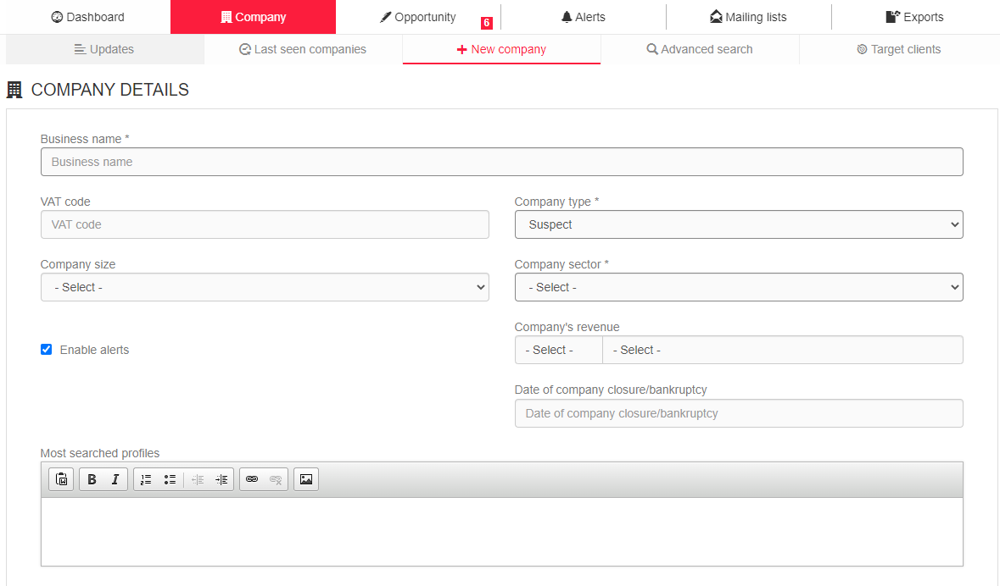 Dashboard
Company
Opportunity
6
Alerts
Mailing lists
Exports
Updates
Last seen companies
New company
Advanced search
Target clients
COMPANY DETAILS
Business name *
Business name
VAT code
Company type *
VAT code
Suspect
Company size
Company sector *
- Select -
- Select -
Company's revenue
Enable alerts
- Select -
- Select -
Date of company closure/bankruptcy
Date of company closure/bankruptcy
Most searched profiles
B I